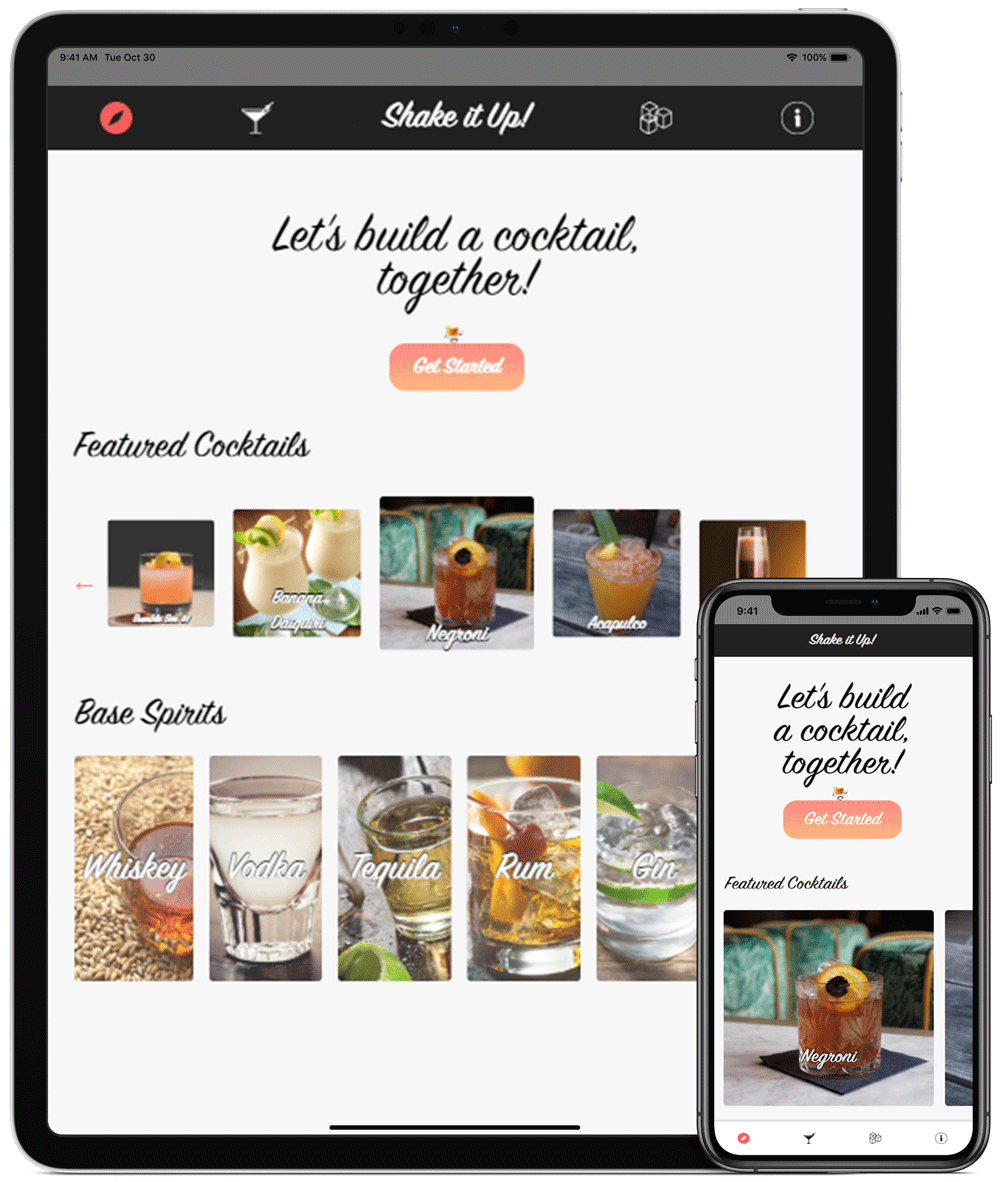 9:41 AM Tue Oct 30
100%
Shake it Up!
Let's build a cocktail,
together!
Get Started
Featured Cocktails
Bumble Bee #1
Banana
Daiquiri
Negroni
Acapulco
Base Spirits
Whiskey
Vodka
Tequila
Rum
Gin
9:41
Shake it Up!
Let's build
a cocktail,
together!
Get Started
Featured Cocktails
Negroni